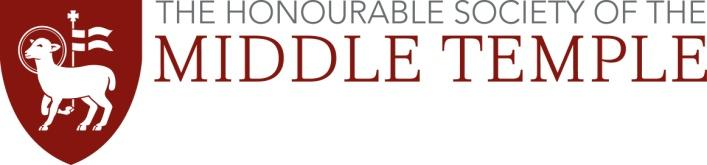 THE HONOURABLE SOCIETY OF THE
MIDDLE TEMPLE